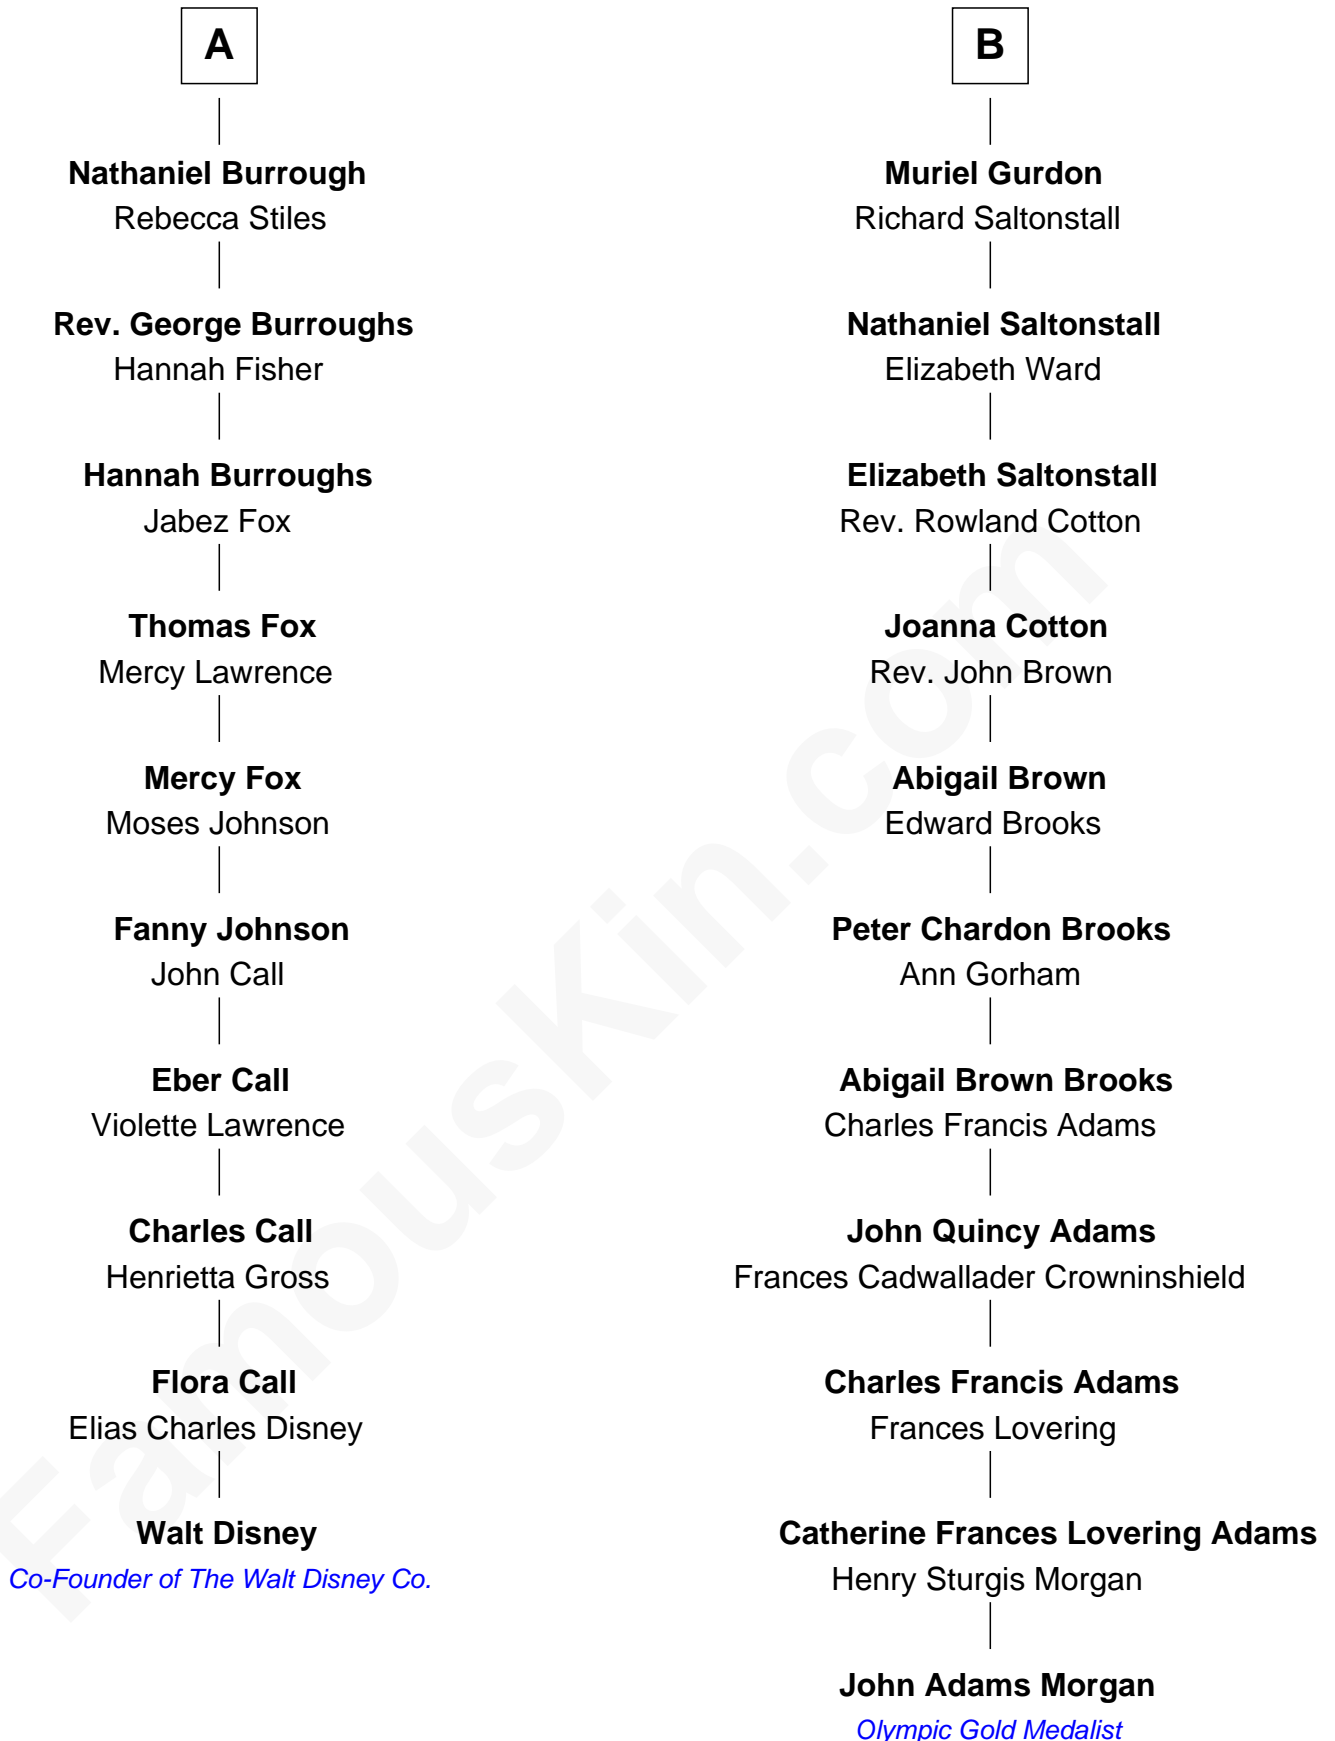 A
Nathaniel Burrough
Rebecca Stiles
Rev. George Burroughs
Hannah Fisher
Hannah Burroughs
Jabez Fox
Thomas Fox
Mercy Lawrence
Mercy Fox
Moses Johnson
Fanny Johnson
John Call
Eber Call
Violette Lawrence
Charles Call
Henrietta Gross
Flora Call
Elias Charles Disney
Walt Disney
Co-Founder of The Walt Disney Co.
B
Muriel Gurdon
Richard Saltonstall
Nathaniel Saltonstall
Elizabeth Ward
Elizabeth Saltonstall
Rev. Rowland Cotton
Joanna Cotton
Rev. John Brown
Abigail Brown
Edward Brooks
Peter Chardon Brooks
Ann Gorham
Abigail Brown Brooks
Charles Francis Adams
John Quincy Adams
Frances Cadwallader Crowninshield
Charles Francis Adams
Frances Lovering
Catherine Frances Lovering Adams
Henry Sturgis Morgan
John Adams Morgan
Olympic Gold Medalist
FamousKin.com